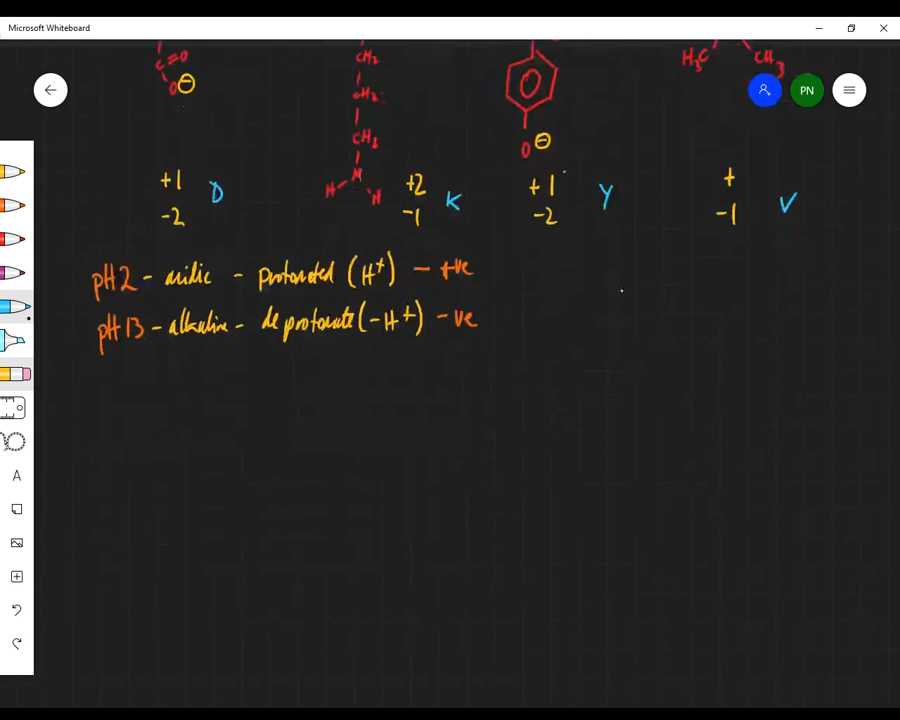 Microsoft Whiteboard
C=O
O⊖
CH2
CH2
CH2
N
H H
O⊖
H3C CH3
PN
+1
-2 D
+2
-1 K
+1
-2 Y
+
-1 V
pH2 - acidic - protonated (H+) - +ve
pH13 - alkaline - deprotonate (-H+) - -ve
A